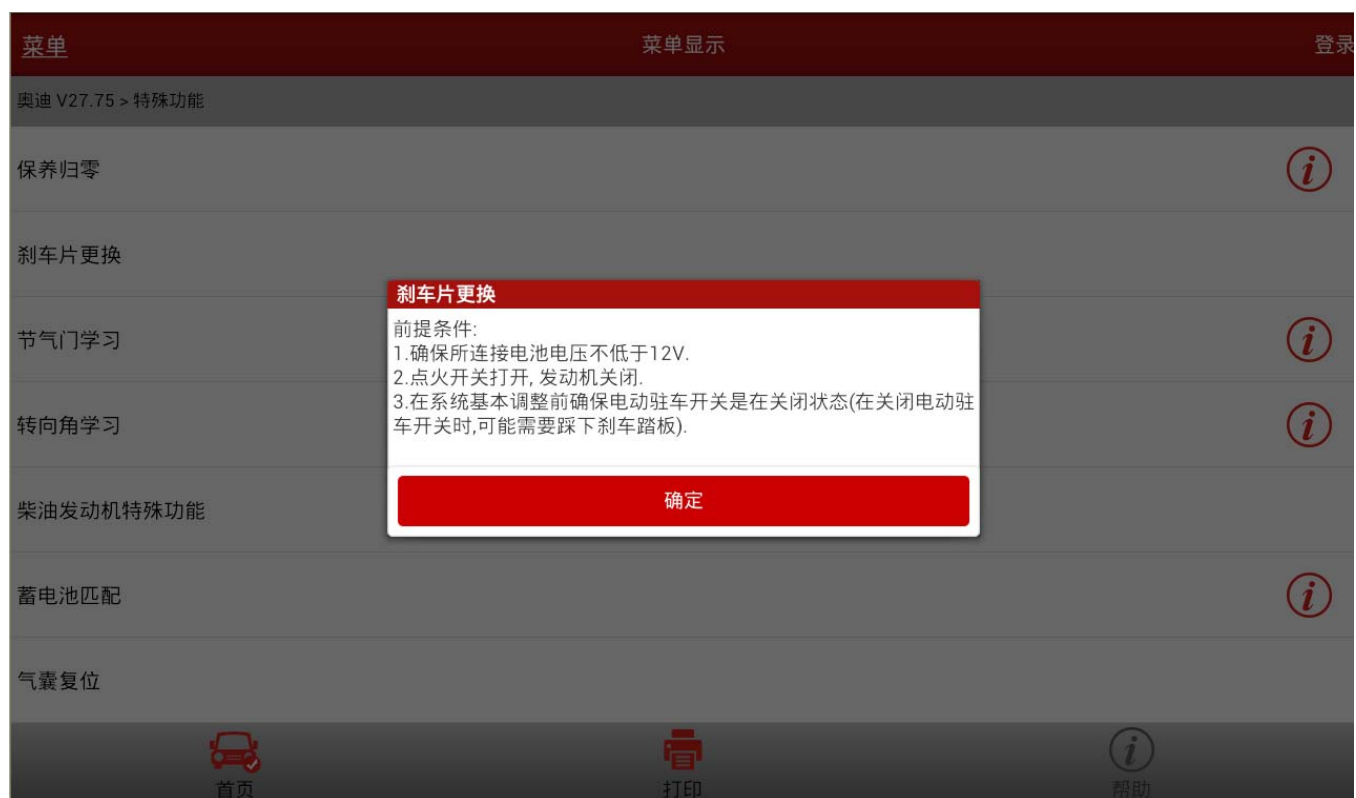 菜单
菜单显示
登录
奥迪 V27.75 > 特殊功能
保养归零
刹车片更换
刹车片更换
前提条件:
1.确保所连接电池电压不低于12V.
2.点火开关打开, 发动机关闭.
3.在系统基本调整前确保电动驻车开关是在关闭状态(在关闭电动驻
车开关时,可能需要踩下刹车踏板).
确定
节气门学习
转向角学习
柴油发动机特殊功能
蓄电池匹配
气囊复位
首页
打印
帮助